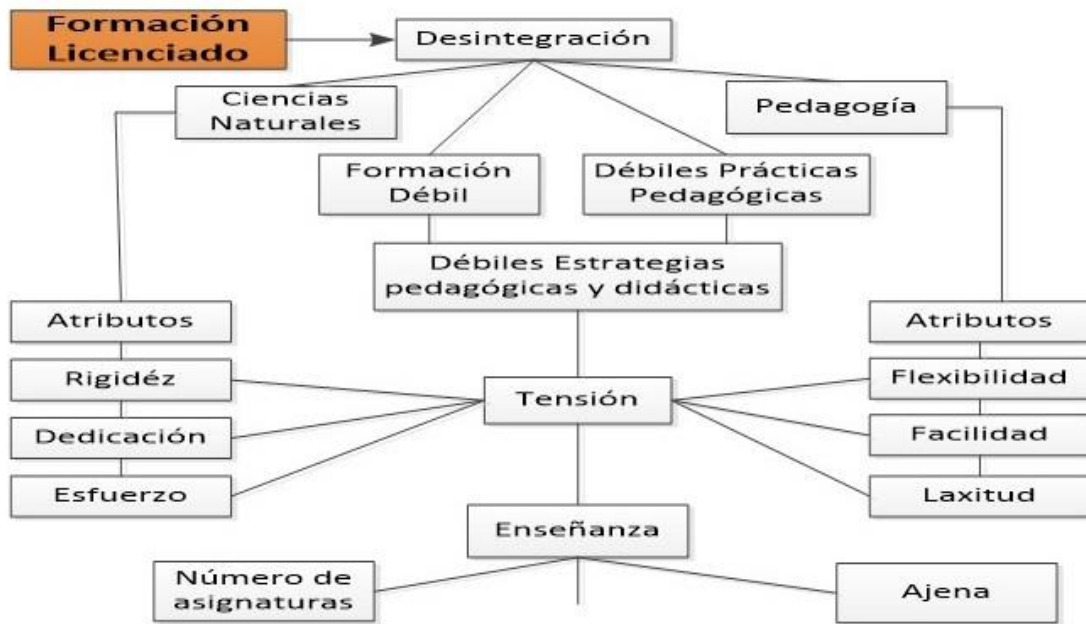 Formación
Licenciado
Desintegración
Ciencias
Naturales
Pedagogía
Formación
Débil
Débiles Prácticas
Pedagógicas
Débiles Estrategias
pedagógicas y didácticas
Atributos
Atributos
Rigidéz
Flexibilidad
Tensión
Dedicación
Facilidad
Esfuerzo
Laxitud
Enseñanza
Número de
asignaturas
Ajena